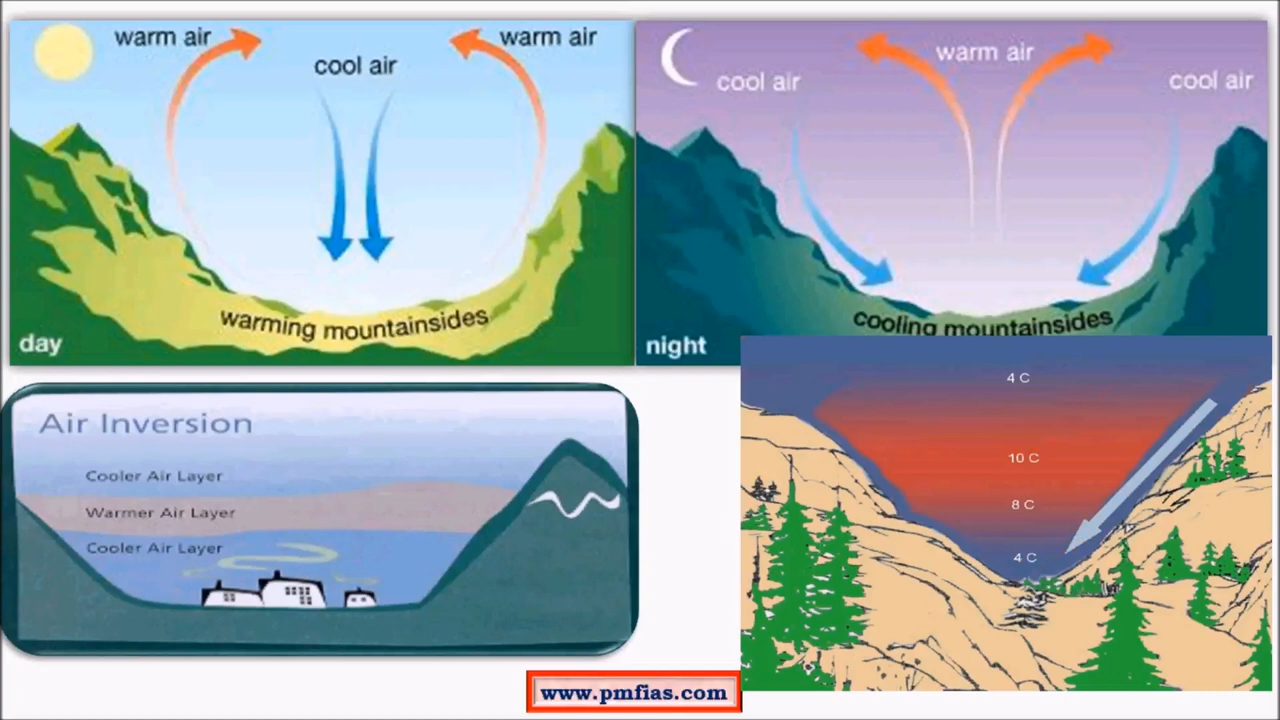 warm air
warm air
cool air
warming mountainsides
day
warm air
cool air
cool air
cooling mountainsides
night
Air Inversion
Cooler Air Layer
Warmer Air Layer
Cooler Air Layer
4 C
10 C
8 C
4 C
www.pmfias.com